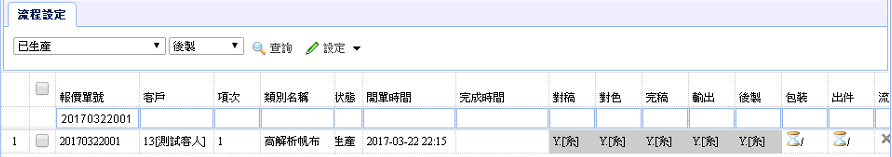 流程設定
已生產 後製 查詢 設定
報價單號 客戶 項次 類別名稱 狀態 開單時間 完成時間 對稿 對色 完稿 輸出 後製 包裝 出件 流
20170322001
1 20170322001 13[測試客人] 1 高解析帆布 生產 2017-03-22 22:15 Y.[系] Y.[系] Y.[系] Y.[系] Y.[系] / /